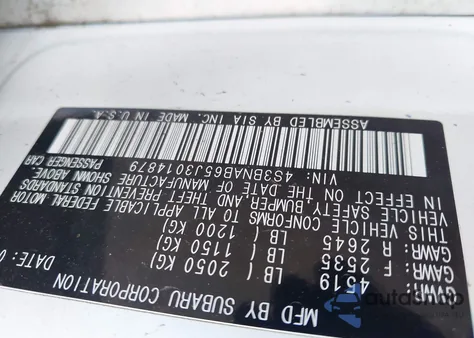 MFD BY SUBARU CORPORATION DATE: 0
GVWR: 4519 LB ( 2050 KG)
GAWR: F 2535 LB ( 1150 KG)
GAWR: R 2645 LB ( 1200 KG)
THIS VEHICLE CONFORMS TO ALL APPLICABLE FEDERAL MOTOR
VEHICLE SAFETY, BUMPER, AND THEFT PREVENTION STANDARDS
IN EFFECT ON THE DATE OF MANUFACTURE SHOWN ABOVE.
VIN: 4S3BNAB65J3014879 PASSENGER CAR
ASSEMBLED BY SIA INC. MADE IN U.S.A.
autoshop